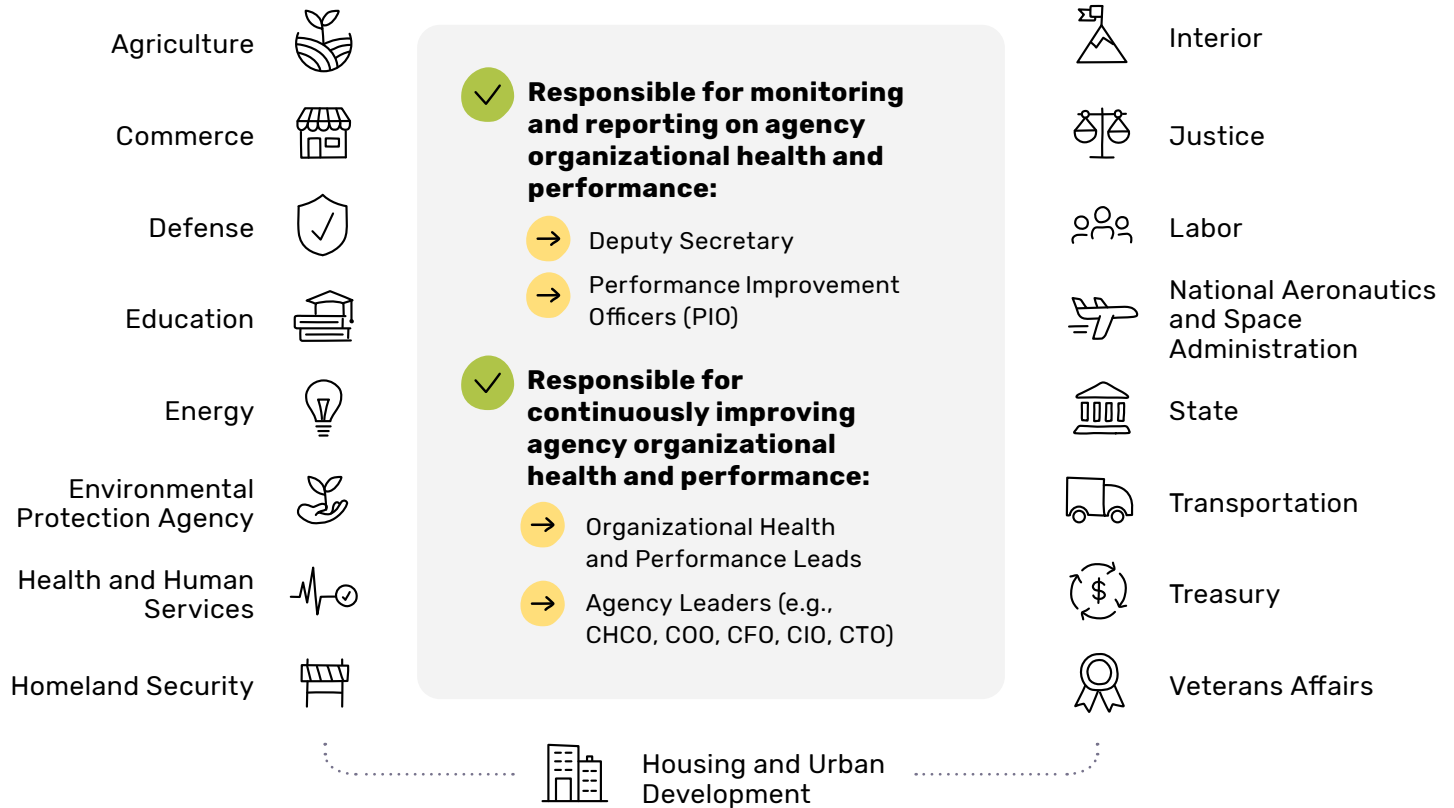 Agriculture
Commerce
Defense
Education
Energy
Environmental
Protection Agency
Health and Human
Services
Homeland Security
Responsible for monitoring
and reporting on agency
organizational health and
performance:
Deputy Secretary
Performance Improvement
Officers (PIO)
Responsible for
continuously improving
agency organizational
health and performance:
Organizational Health
and Performance Leads
Agency Leaders (e.g.,
CHCO, COO, CFO, CIO, CTO)
Interior
Justice
Labor
National Aeronautics
and Space
Administration
State
Transportation
$
Treasury
Veterans Affairs
Housing and Urban
Development